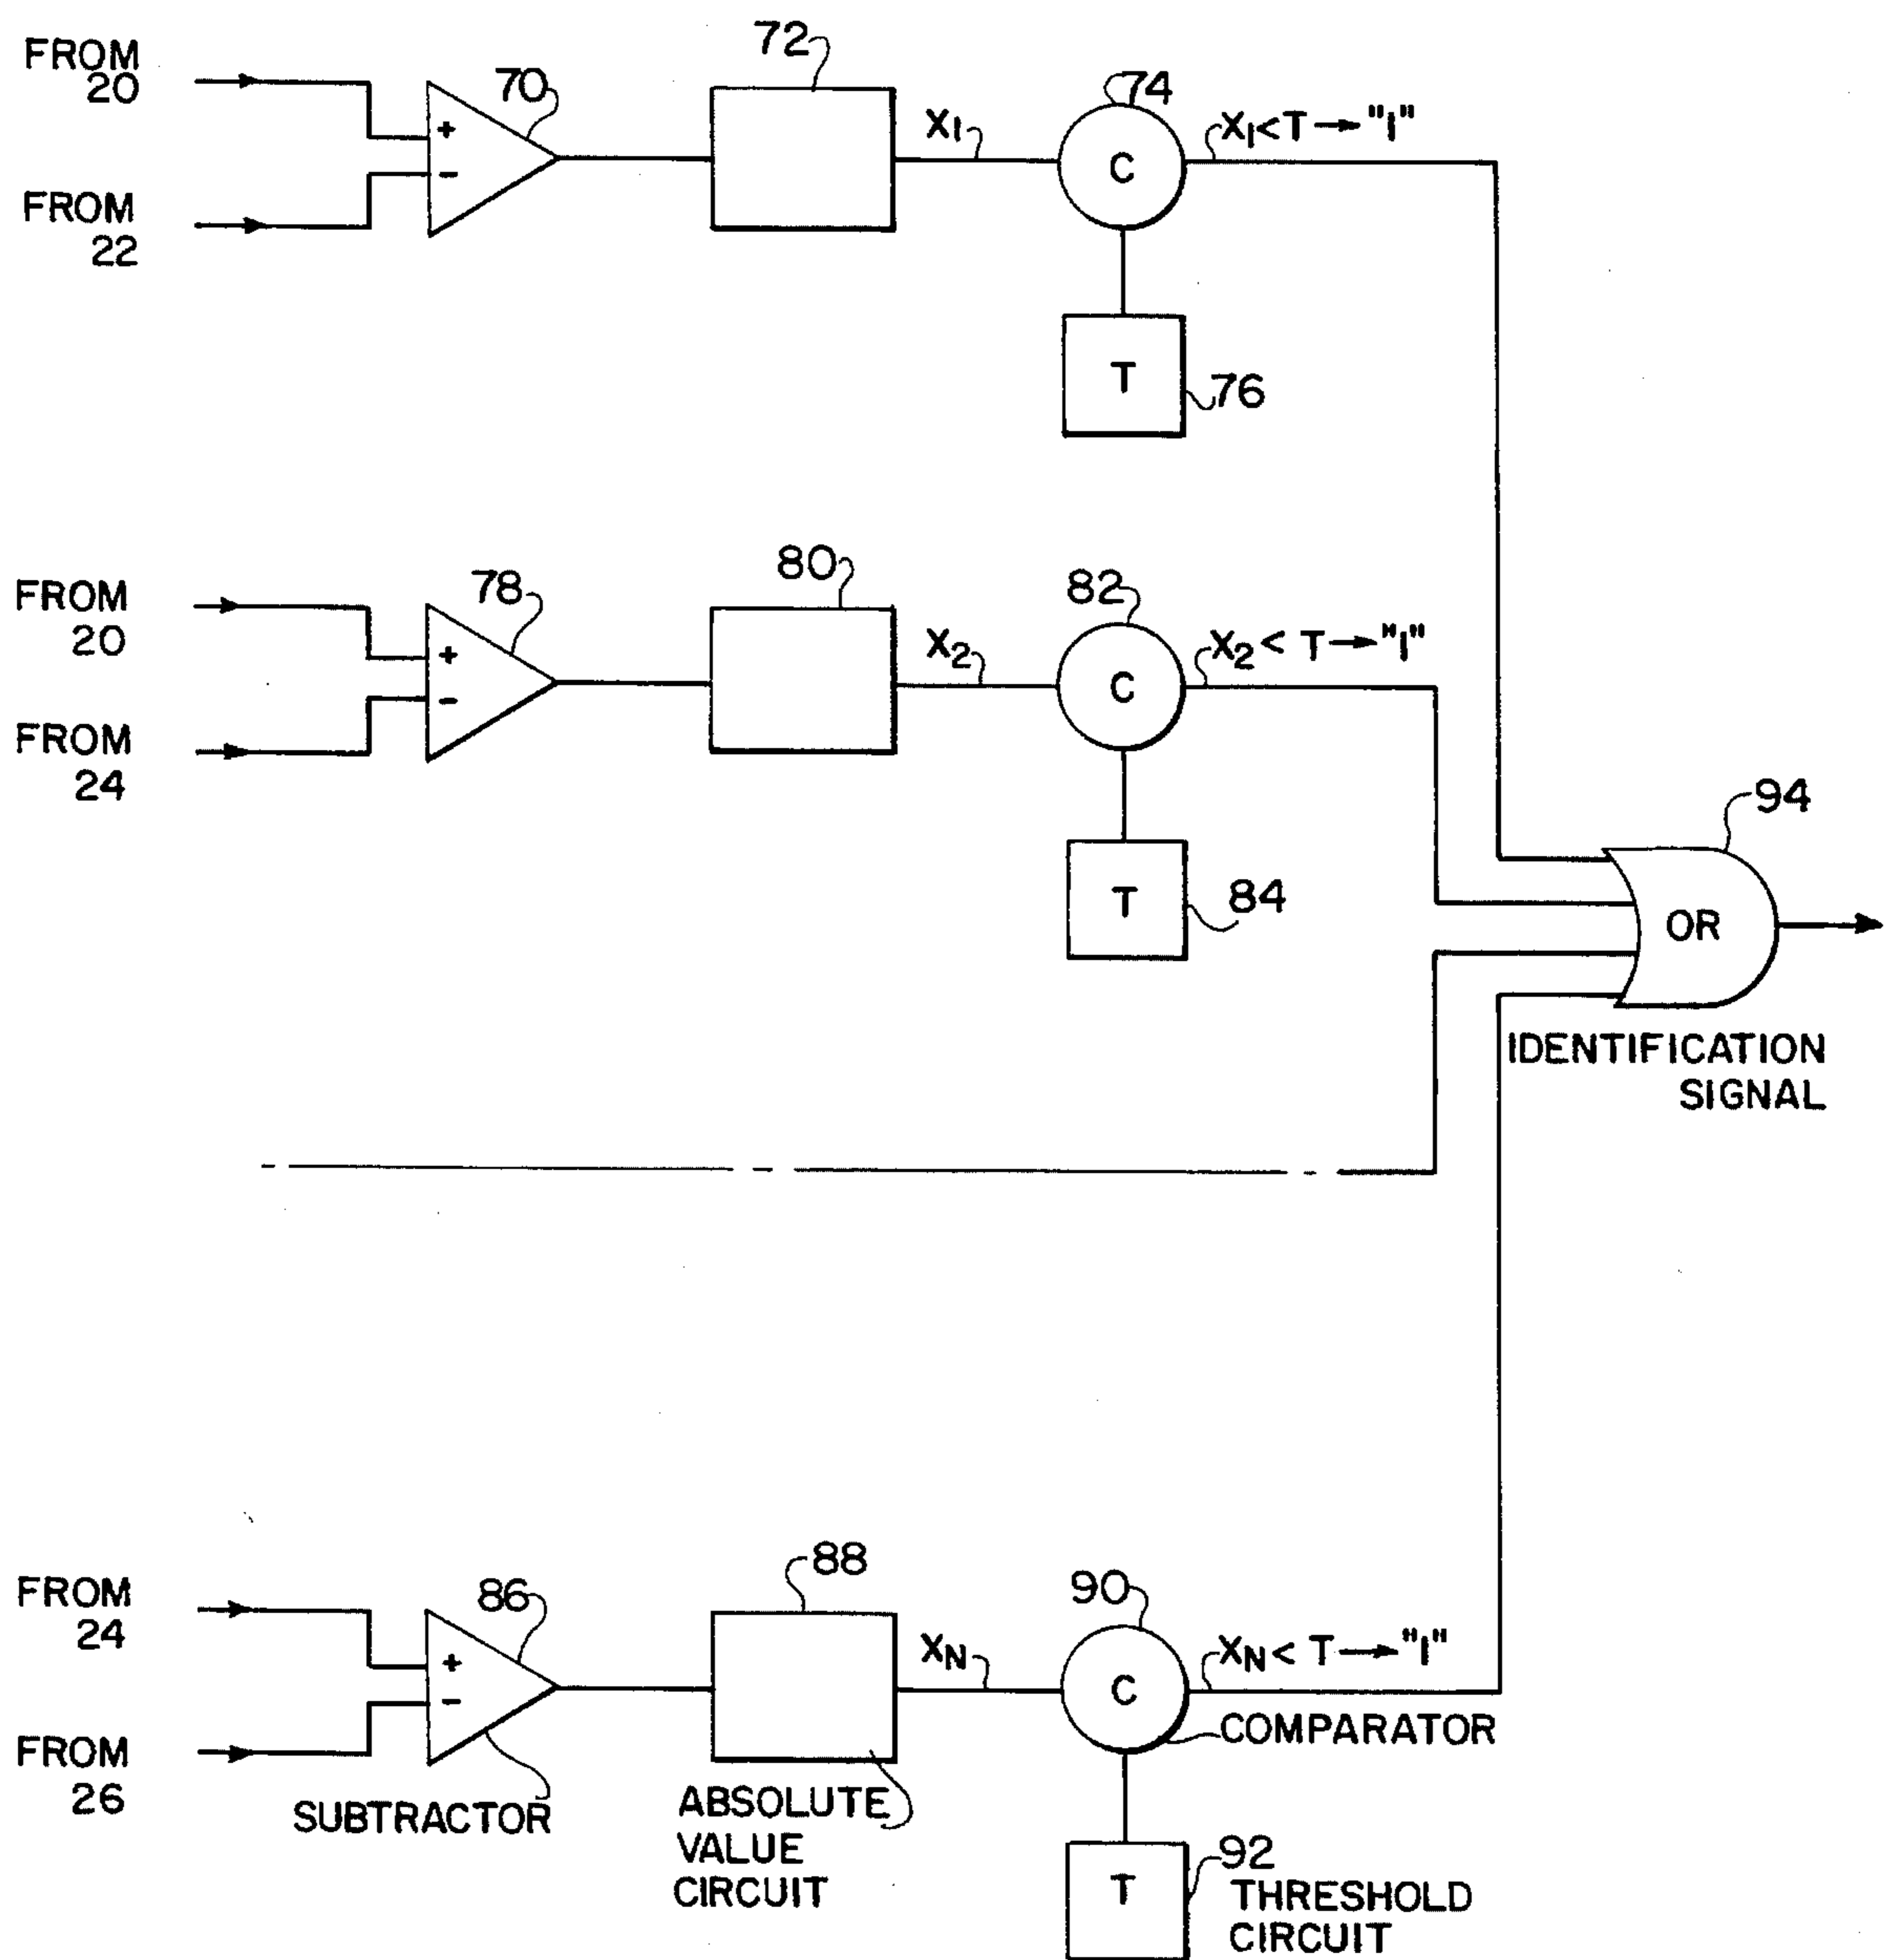 FROM
20
FROM
22
+
−
70
72
X1
74
C
X1<T→"1"
T
76
FROM
20
FROM
24
+
−
78
80
X2
82
C
X2< T→"1"
T
84
94
OR
IDENTIFICATION
SIGNAL
FROM
24
FROM
26
+
−
86
SUBTRACTOR
88
ABSOLUTE
VALUE
CIRCUIT
XN
90
C
XN< T→"1"
COMPARATOR
T
92
THRESHOLD
CIRCUIT